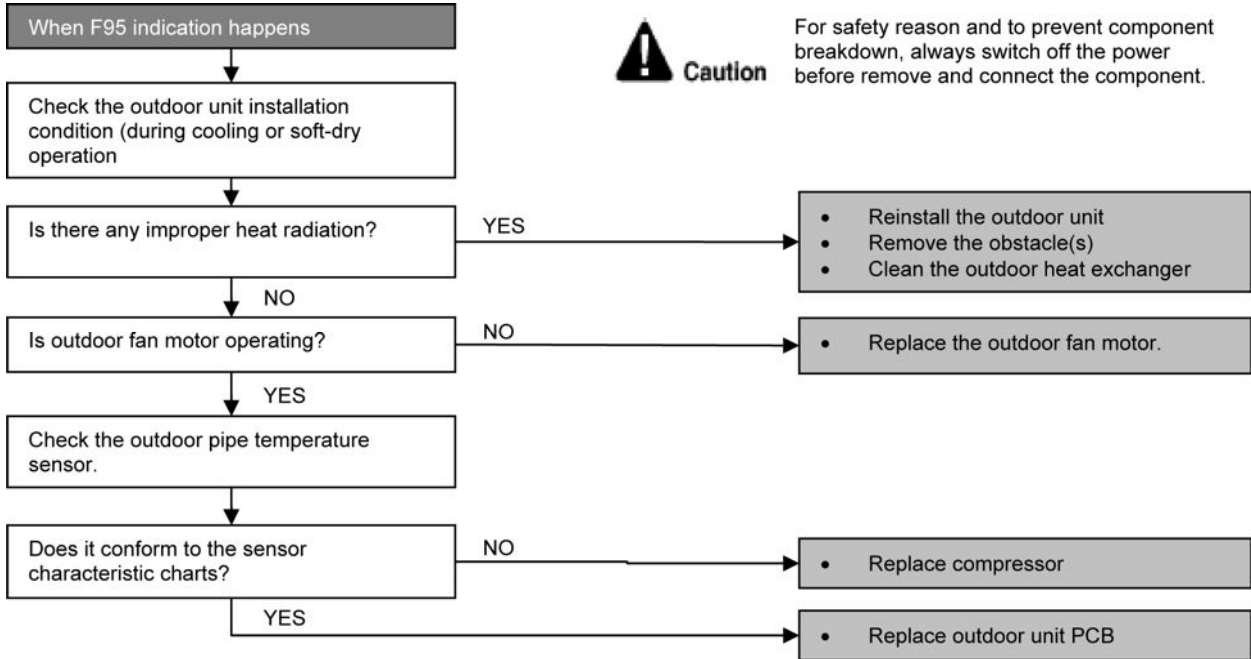 When F95 indication happens
Caution
For safety reason and to prevent component
breakdown, always switch off the power
before remove and connect the component.
Check the outdoor unit installation
condition (during cooling or soft-dry
operation
Is there any improper heat radiation?
YES
• Reinstall the outdoor unit
• Remove the obstacle(s)
• Clean the outdoor heat exchanger
NO
Is outdoor fan motor operating?
NO
• Replace the outdoor fan motor.
YES
Check the outdoor pipe temperature
sensor.
Does it conform to the sensor
characteristic charts?
NO
• Replace compressor
YES
• Replace outdoor unit PCB